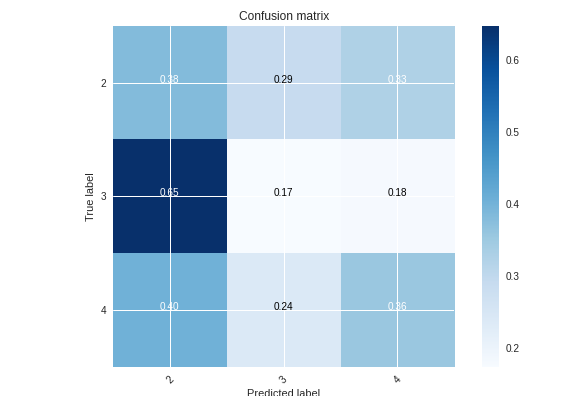 Confusion matrix
2 0.38 0.29 0.33
3 0.65 0.17 0.18
4 0.40 0.24 0.36
True label
2 3 4
Predicted label
0.6
0.5
0.4
0.3
0.2